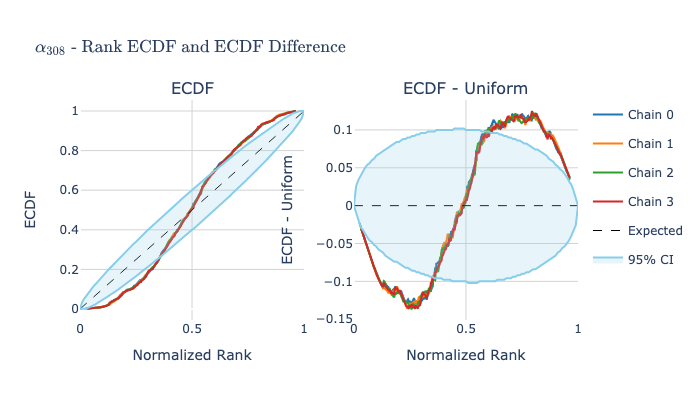 α308 - Rank ECDF and ECDF Difference
ECDF
ECDF - Uniform
ECDF
1
0.8
0.6
0.4
0.2
0
0
0.5
1
Normalized Rank
ECDF - Uniform
0.1
0.05
0
−0.05
−0.1
−0.15
0
0.5
1
Normalized Rank
Chain 0
Chain 1
Chain 2
Chain 3
Expected
95% CI